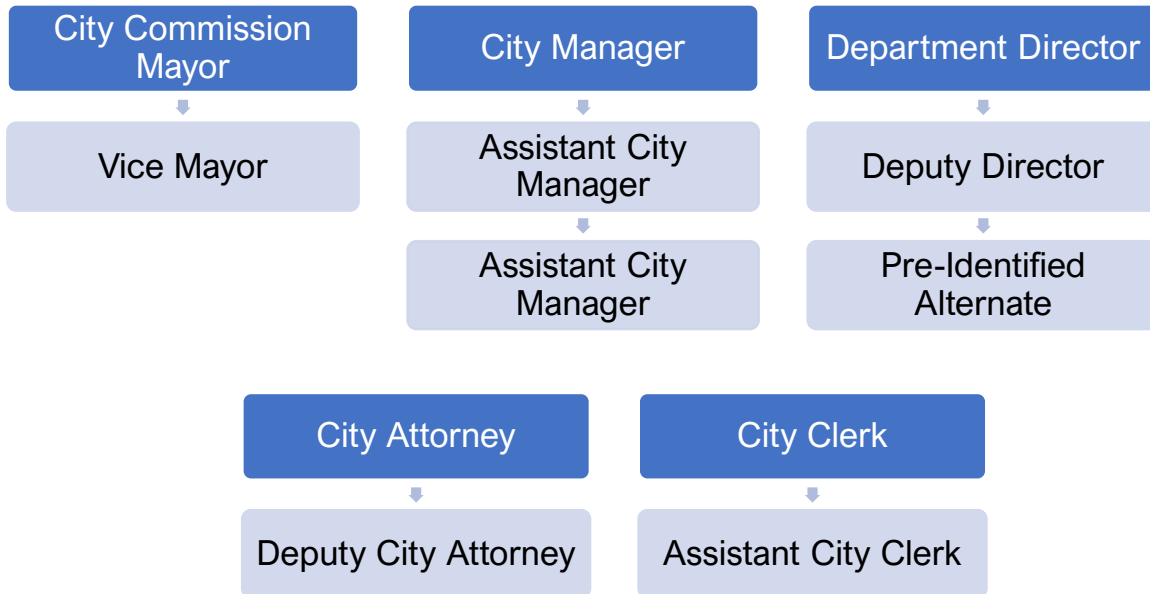 City Commission
Mayor
Vice Mayor
City Manager
Assistant City
Manager
Assistant City
Manager
Department Director
Deputy Director
Pre-Identified
Alternate
City Attorney
Deputy City Attorney
City Clerk
Assistant City Clerk